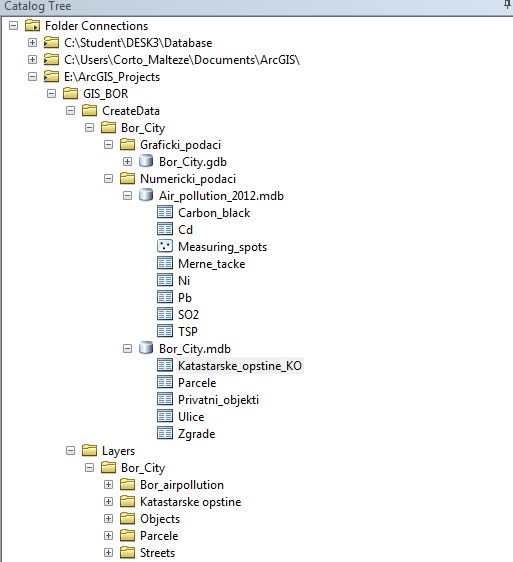 Catalog Tree
Folder Connections
C:\Student\DESK3\Database
C:\Users\Corto_Malteze\Documents\ArcGIS\
E:\ArcGIS_Projects
GIS_BOR
CreateData
Bor_City
Graficki_podaci
Bor_City.gdb
Numericki_podaci
Air_pollution_2012.mdb
Carbon_black
Cd
Measuring_spots
Merne_tacke
Ni
Pb
SO2
TSP
Bor_City.mdb
Katastarske_opstine_KO
Parcele
Privatni_objekti
Ulice
Zgrade
Layers
Bor_City
Bor_airpollution
Katastarske opstine
Objects
Parcele
Streets